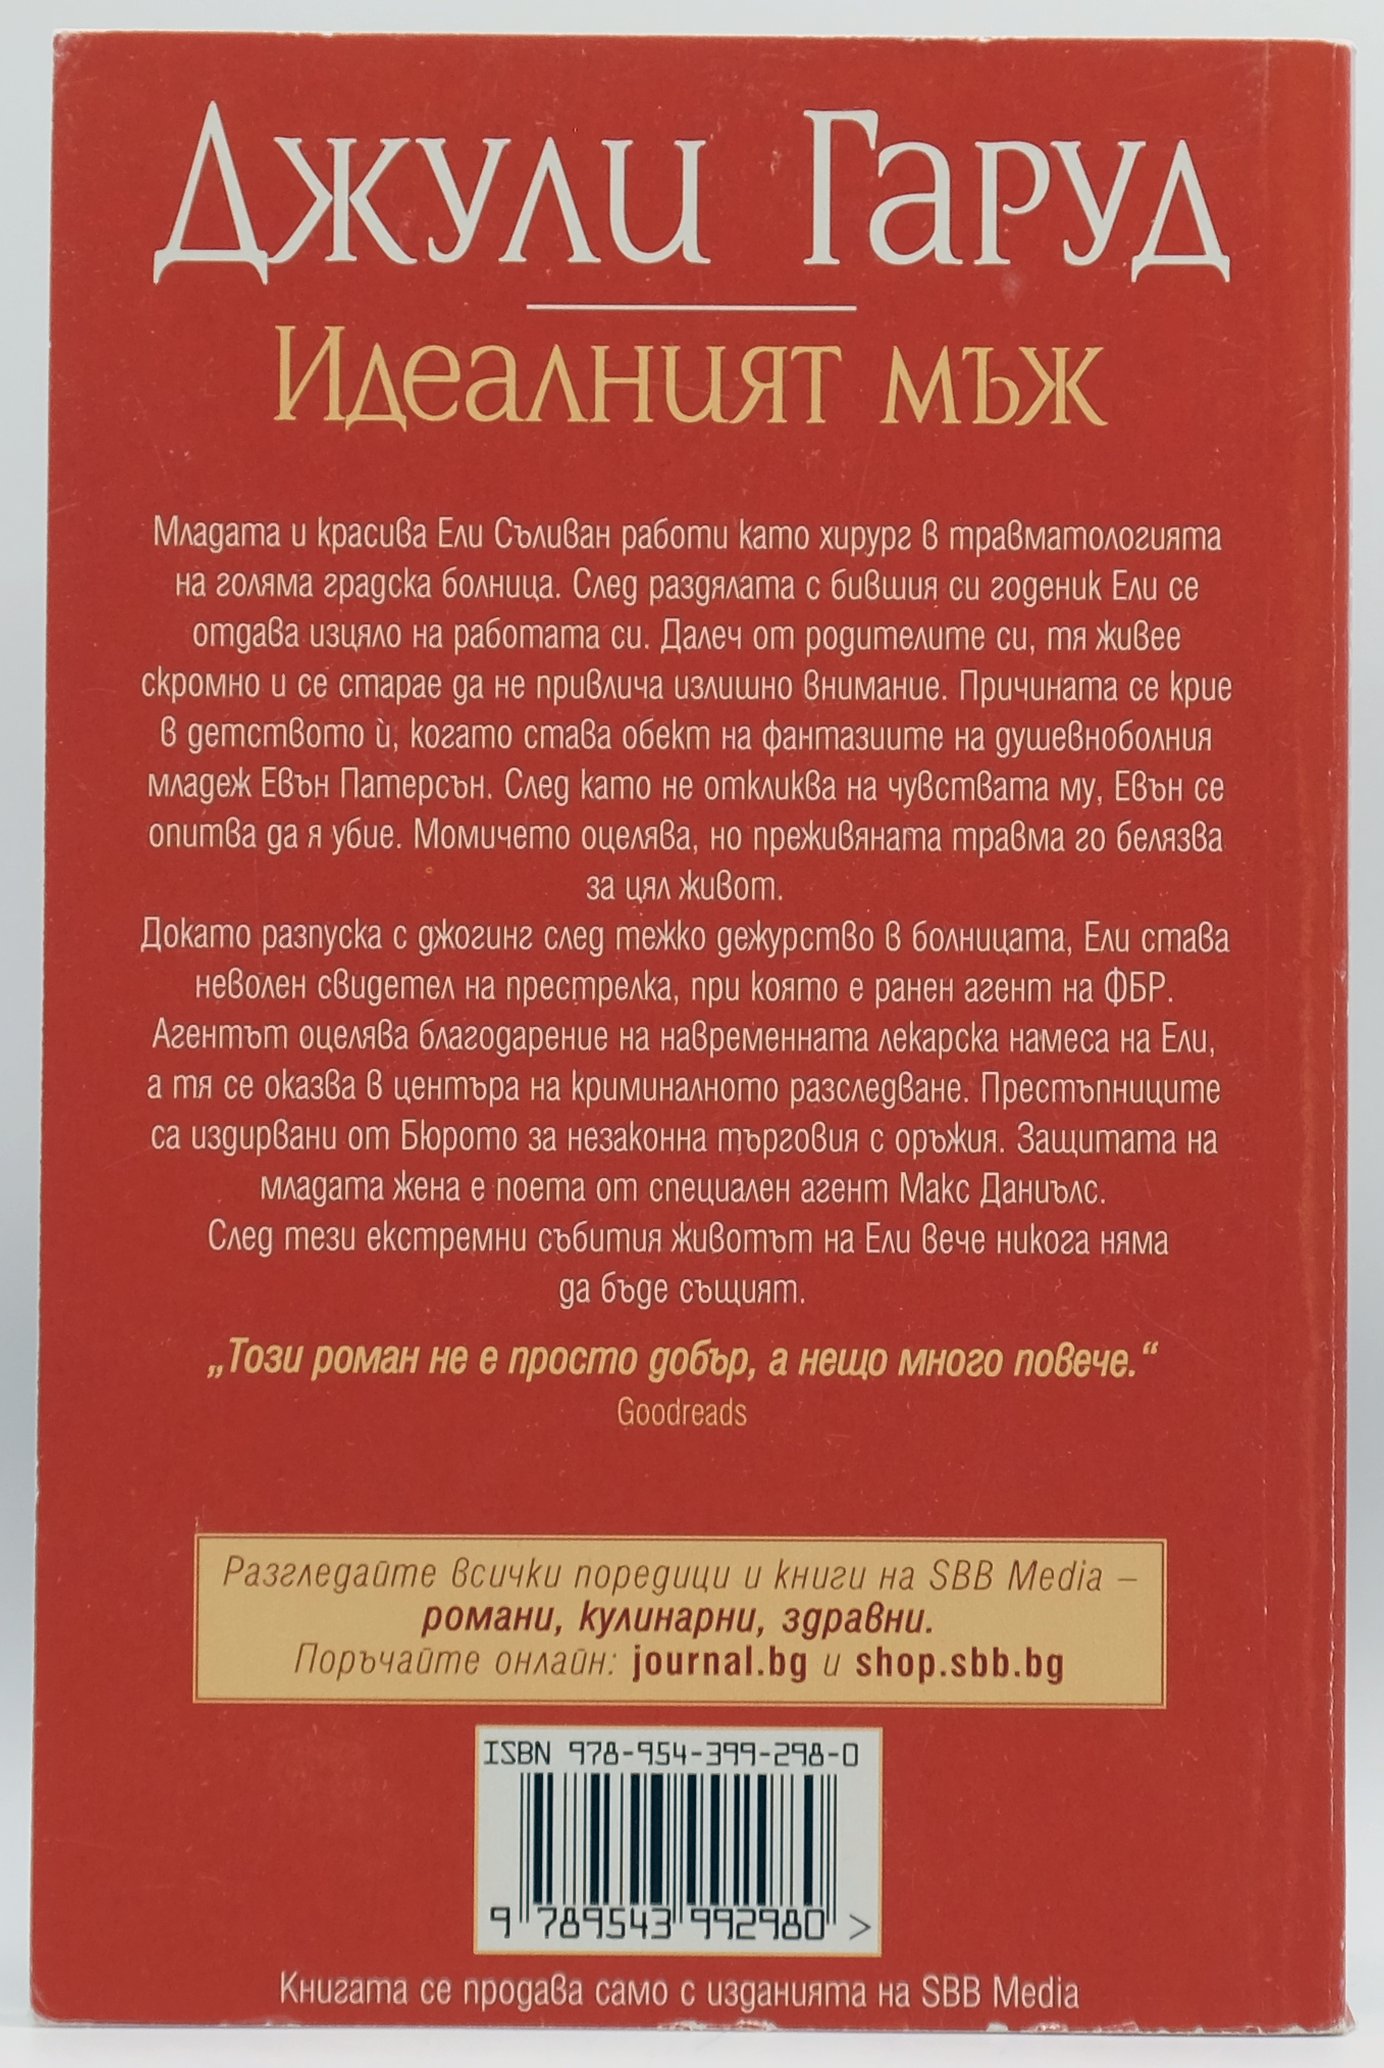 Джули Гаруд
Идеалният мъж
Младата и красива Ели Съливан работи като хирург в травматологията
на голяма градска болница. След раздялата с бившия си годеник Ели се
отдава изцяло на работата си. Далеч от родителите си, тя живее
скромно и се старае да не привлича излишно внимание. Причината се крие
в детството ѝ, когато става обект на фантазиите на душевноболния
младеж Евън Патерсън. След като не откликва на чувствата му, Евън се
опитва да я убие. Момичето оцелява, но преживяната травма го белязва
за цял живот.
Докато разпуска с джогинг след тежко дежурство в болницата, Ели става
неволен свидетел на престрелка, при която е ранен агент на ФБР.
Агентът оцелява благодарение на навременната лекарска намеса на Ели,
а тя се оказва в центъра на криминалното разследване. Престъпниците
са издирвани от Бюрото за незаконна търговия с оръжия. Защитата на
младата жена е поета от специален агент Макс Даниълс.
След тези екстремни събития животът на Ели вече никога няма
да бъде същият.
„Този роман не е просто добър, а нещо много повече.“
Goodreads
Разгледайте всички поредици и книги на SBB Media –
романи, кулинарни, здравни.
Поръчайте онлайн: journal.bg и shop.sbb.bg
ISBN 978-954-399-298-0
9 789543 992980 >
Книгата се продава само с изданията на SBB Media